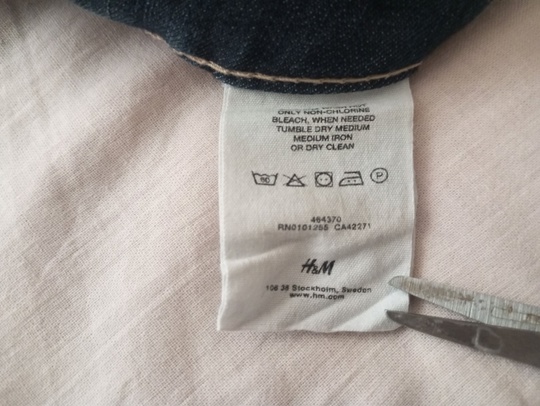 ONLY NON-CHLORINE
BLEACH, WHEN NEEDED
TUMBLE DRY MEDIUM
MEDIUM IRON
OR DRY CLEAN
P
464370
RN0101255 CA42271
H&M
106 38 Stockholm, Sweden
www.hm.com